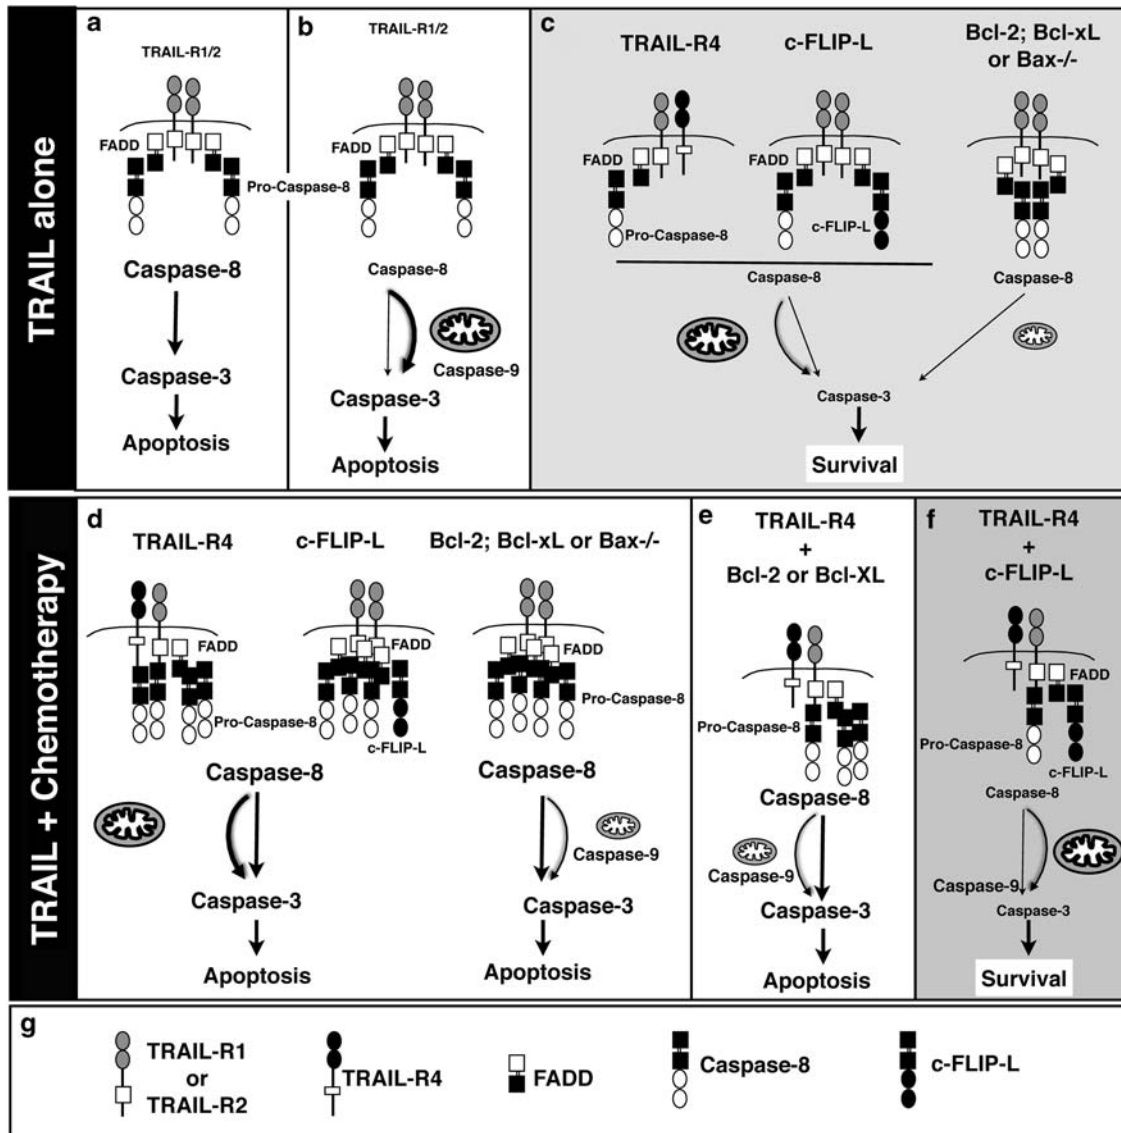 TRAIL alone
a
TRAIL-R1/2
FADD
Pro-Caspase-8
Caspase-8
Caspase-3
Apoptosis
b
TRAIL-R1/2
FADD
Caspase-8
Caspase-9
Caspase-3
Apoptosis
c
TRAIL-R4
c-FLIP-L
Bcl-2; Bcl-xL
or Bax-/-
FADD
FADD
Pro-Caspase-8
c-FLIP-L
Caspase-8
Caspase-8
Caspase-3
Survival
TRAIL + Chemotherapy
d
TRAIL-R4
c-FLIP-L
Bcl-2; Bcl-xL or Bax-/-
FADD
FADD
FADD
Pro-Caspase-8
Pro-Caspase-8
c-FLIP-L
Caspase-8
Caspase-8
Caspase-9
Caspase-3
Caspase-3
Apoptosis
Apoptosis
e
TRAIL-R4
+
Bcl-2 or Bcl-XL
Pro-Caspase-8
Caspase-8
Caspase-9
Caspase-3
Apoptosis
f
TRAIL-R4
+
c-FLIP-L
FADD
Pro-Caspase-8
c-FLIP-L
Caspase-8
Caspase-9
Caspase-3
Survival
g
TRAIL-R1
or
TRAIL-R2
TRAIL-R4
FADD
Caspase-8
c-FLIP-L